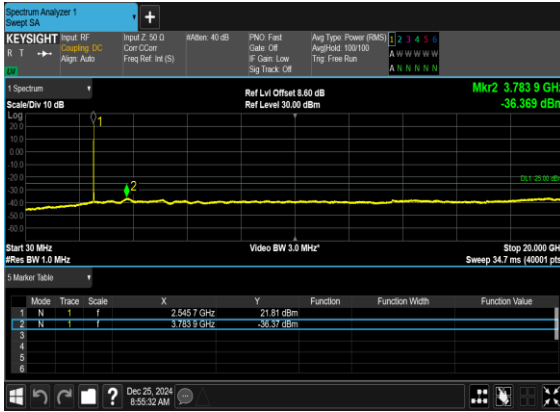 Spectrum Analyzer 1
Swept SA
+
KEYSIGHT Input: RF Input Z: 50 Ω #Atten: 40 dB PNO: Fast Avg Type: Power (RMS) 1 2 3 4 5 6
R T Coupling: DC Corr CCorr Gate: Off Avg|Hold: 100/100 A W W W W W
Align: Auto Freq Ref: Int (S) IF Gain: Low Trig: Free Run
Sig Track: Off A N N N N N
1 Spectrum Ref Lvl Offset 8.60 dB Mkr2 3.783 9 GHz
Scale/Div 10 dB Ref Level 30.00 dBm -36.369 dBm
Log
1
20.0
10.0
0.00
-10.0
-20.0
DL1 -25.00 dBm
-30.0
2
-40.0
-50.0
-60.0
Start 30 MHz Video BW 3.0 MHz* Stop 20.000 GHz
#Res BW 1.0 MHz Sweep 34.7 ms (40001 pts)
5 Marker Table
Mode Trace Scale X Y Function Function Width Function Value
1 N 1 f 2.545 7 GHz 21.81 dBm
2 N 1 f 3.783 9 GHz -36.37 dBm
3
4
5
6
? Dec 25, 2024
8:55:32 AM